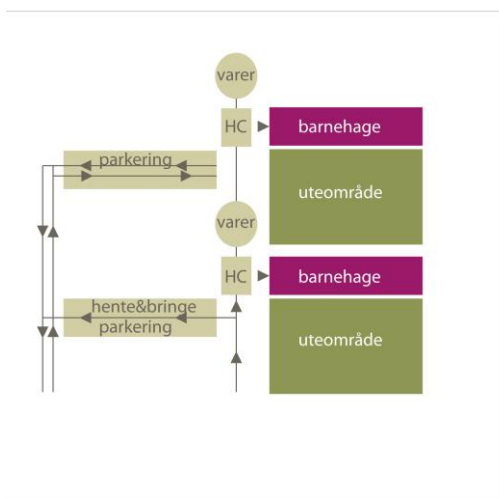 varer
HC
barnehage
parkering
uteområde
varer
HC
barnehage
hente&bringe
parkering
uteområde